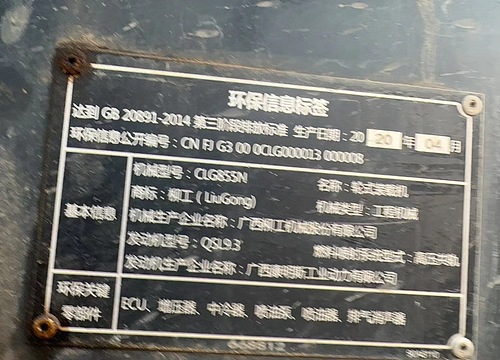 环保信息标签
达到 GB 20891-2014 第三阶段排放标准 生产日期：20 20 年 04 月
环保信息公开编号：CN FJ G3 00 0CLG000013 000008
基本信息
机械型号：CLG855N 名称：轮式装载机
商标：柳工（LiuGong） 机械类型：工程机械
机械生产企业名称：广西柳工机械股份有限公司
发动机型号：QSL9.3 燃料喷射系统型式：高压共轨
发动机生产企业名称：广西康明斯工业动力有限公司
环保关键零部件
ECU、增压器、中冷器、喷油泵、喷油器、排气消声器